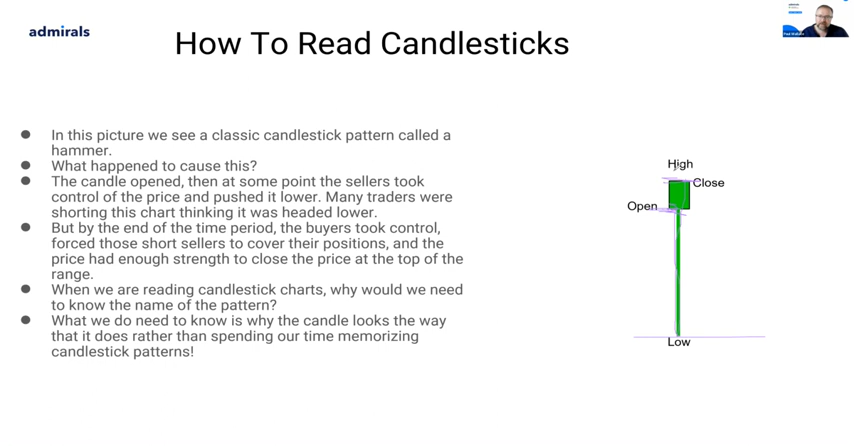 admirals
How To Read Candlesticks
In this picture we see a classic candlestick pattern called a
hammer.
What happened to cause this?
The candle opened, then at some point the sellers took
control of the price and pushed it lower. Many traders were
shorting this chart thinking it was headed lower.
But by the end of the time period, the buyers took control,
forced those short sellers to cover their positions, and the
price had enough strength to close the price at the top of the
range.
When we are reading candlestick charts, why would we need
to know the name of the pattern?
What we do need to know is why the candle looks the way
that it does rather than spending our time memorizing
candlestick patterns!
High
Close
Open
Low